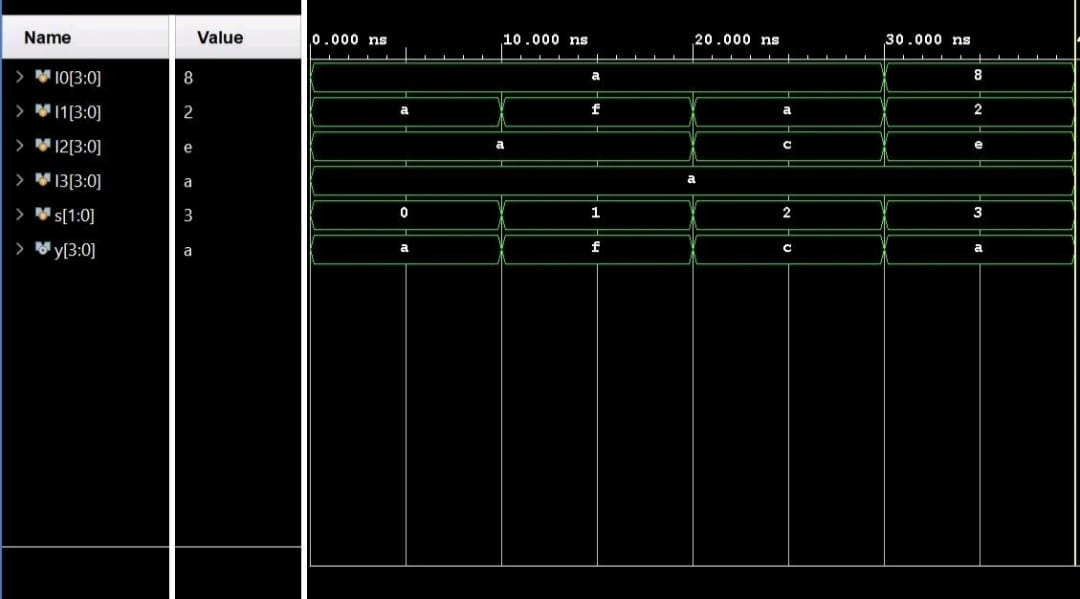 Name Value 0.000 ns 10.000 ns 20.000 ns 30.000 ns
I0[3:0] 8 a 8
I1[3:0] 2 a f a 2
I2[3:0] e a c e
I3[3:0] a a
s[1:0] 3 0 1 2 3
y[3:0] a a f c a